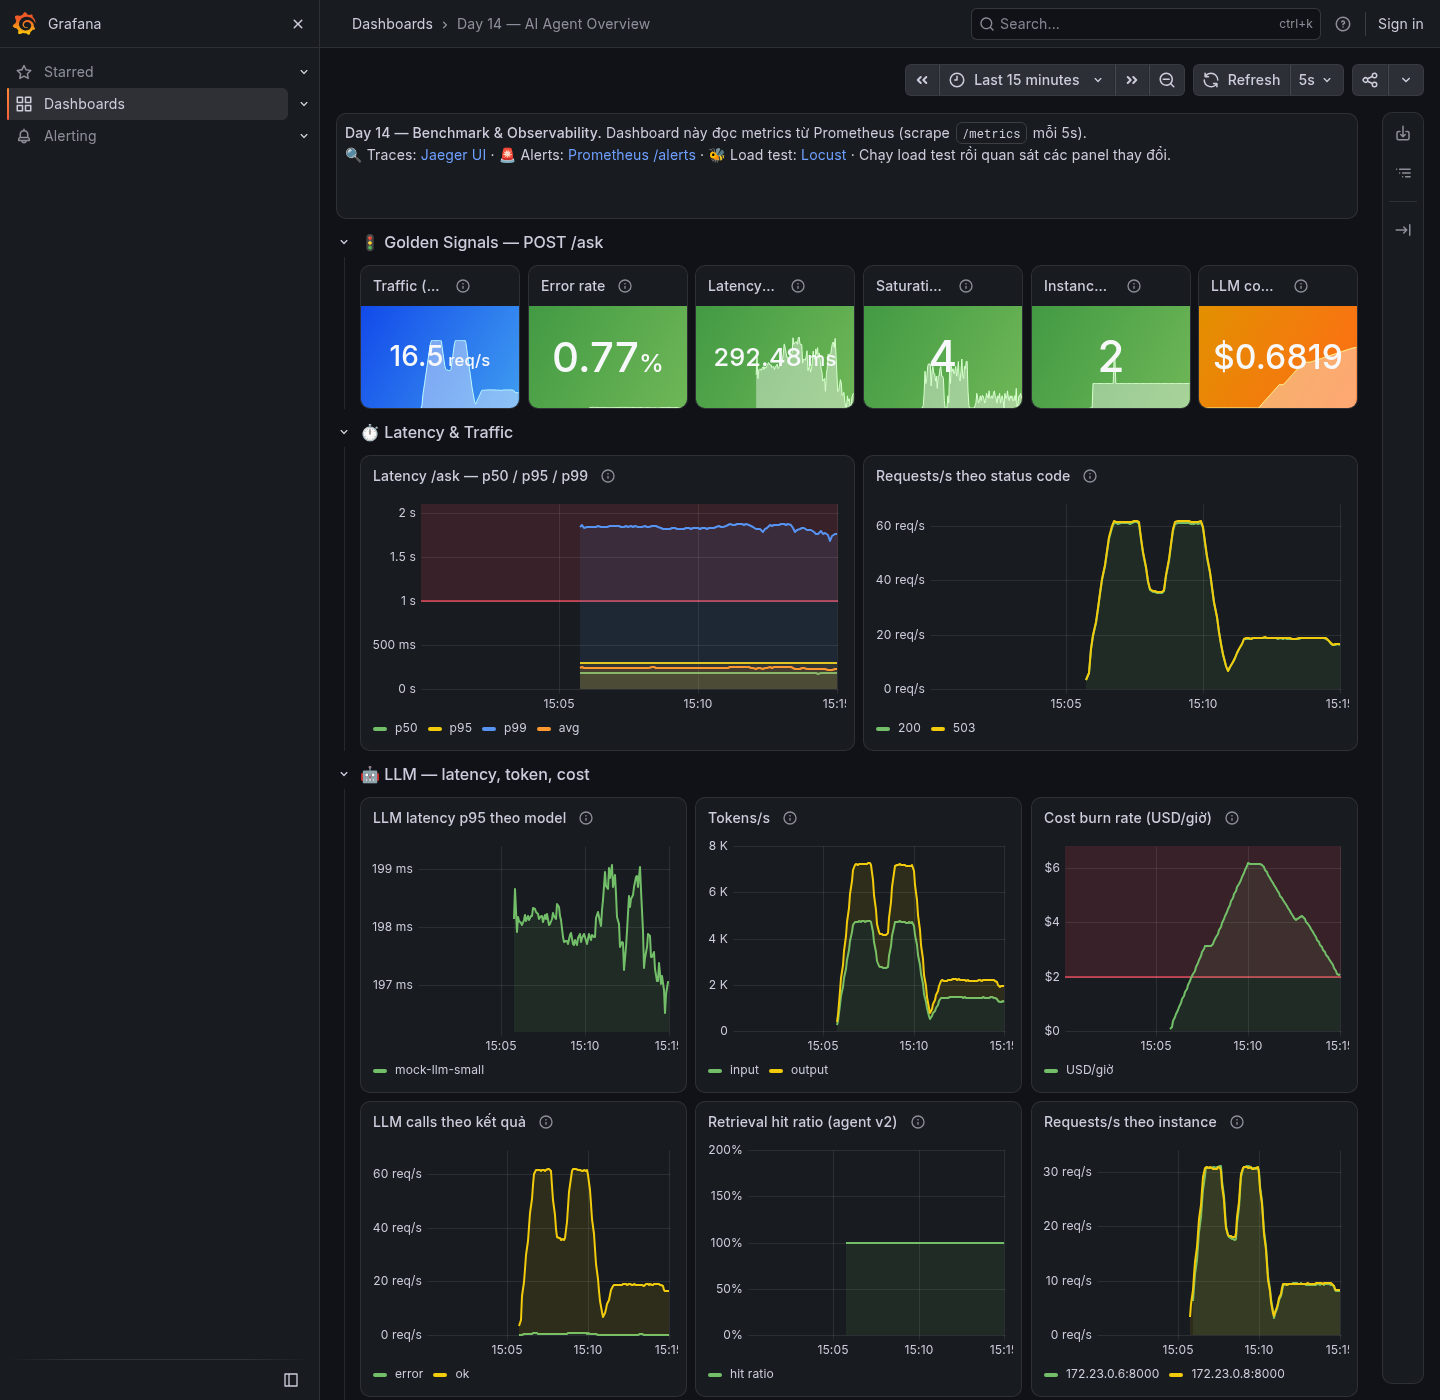 Grafana
Dashboards › Day 14 — AI Agent Overview
Search...
ctrl+k
Sign in
Starred
Dashboards
Alerting
Last 15 minutes
Refresh
5s
Day 14 — Benchmark & Observability. Dashboard này đọc metrics từ Prometheus (scrape /metrics mỗi 5s).
🔍 Traces: Jaeger UI · 🚨 Alerts: Prometheus /alerts · 🐝 Load test: Locust · Chạy load test rồi quan sát các panel thay đổi.
🚦 Golden Signals — POST /ask
Traffic (...
16.5 req/s
Error rate
0.77%
Latency...
292.48 ms
Saturati...
4
Instanc...
2
LLM co...
$0.6819
⏱️ Latency & Traffic
Latency /ask — p50 / p95 / p99
2 s
1.5 s
1 s
500 ms
0 s
15:05
15:10
p50
p95
p99
avg
Requests/s theo status code
60 req/s
40 req/s
20 req/s
0 req/s
15:05
15:10
200
503
🤖 LLM — latency, token, cost
LLM latency p95 theo model
199 ms
198 ms
197 ms
15:05
15:10
mock-llm-small
Tokens/s
8 K
6 K
4 K
2 K
0
15:05
15:10
input
output
Cost burn rate (USD/giờ)
$6
$4
$2
$0
15:05
15:10
USD/giờ
LLM calls theo kết quả
60 req/s
40 req/s
20 req/s
0 req/s
15:05
15:10
error
ok
Retrieval hit ratio (agent v2)
200%
150%
100%
50%
0%
15:05
15:10
hit ratio
Requests/s theo instance
30 req/s
20 req/s
10 req/s
0 req/s
15:05
15:10
172.23.0.6:8000
172.23.0.8:8000